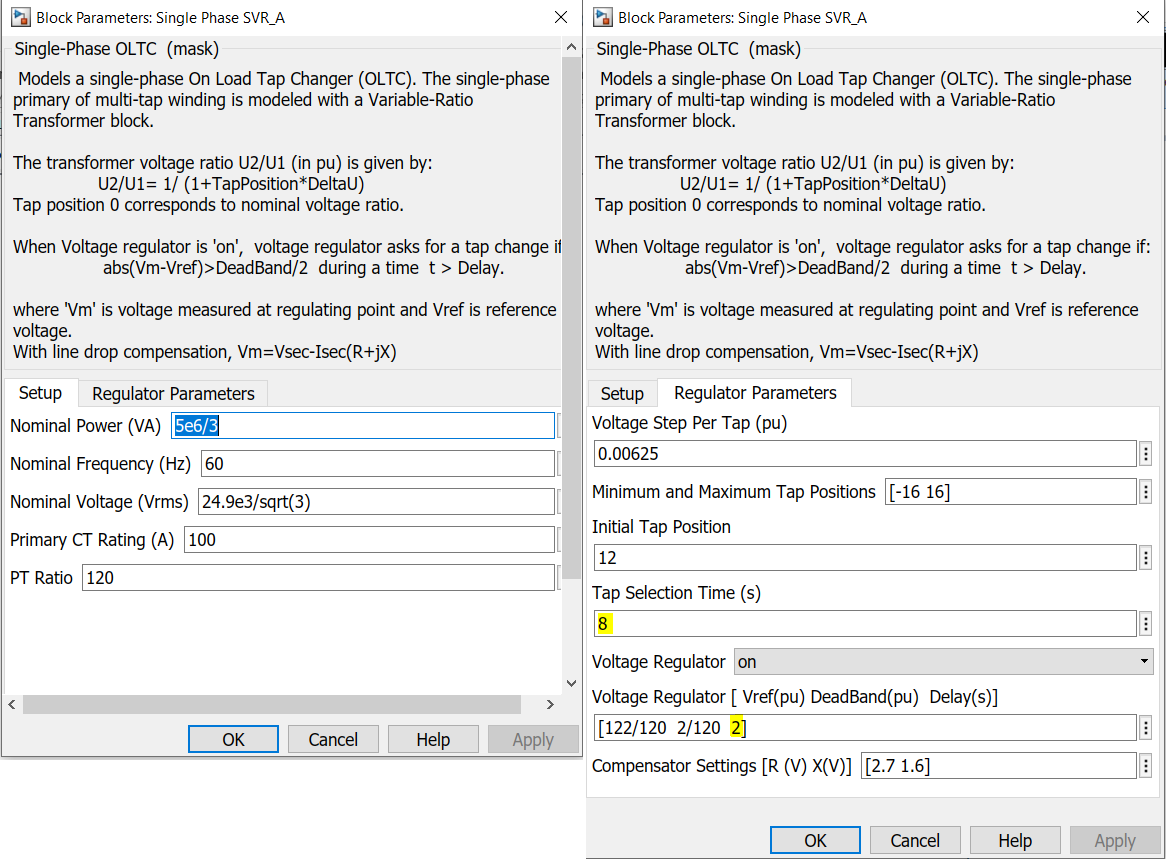 Block Parameters: Single Phase SVR_A
Single-Phase OLTC (mask)
Models a single-phase On Load Tap Changer (OLTC). The single-phase
primary of multi-tap winding is modeled with a Variable-Ratio
Transformer block.
The transformer voltage ratio U2/U1 (in pu) is given by:
U2/U1= 1/ (1+TapPosition*DeltaU)
Tap position 0 corresponds to nominal voltage ratio.
When Voltage regulator is 'on', voltage regulator asks for a tap change if
abs(Vm-Vref)>DeadBand/2 during a time t > Delay.
where 'Vm' is voltage measured at regulating point and Vref is reference
voltage.
With line drop compensation, Vm=Vsec-Isec(R+jX)
Setup Regulator Parameters
Nominal Power (VA) 5e6/3
Nominal Frequency (Hz) 60
Nominal Voltage (Vrms) 24.9e3/sqrt(3)
Primary CT Rating (A) 100
PT Ratio 120
OK Cancel Help Apply
Block Parameters: Single Phase SVR_A
Single-Phase OLTC (mask)
Models a single-phase On Load Tap Changer (OLTC). The single-phase
primary of multi-tap winding is modeled with a Variable-Ratio
Transformer block.
The transformer voltage ratio U2/U1 (in pu) is given by:
U2/U1= 1/ (1+TapPosition*DeltaU)
Tap position 0 corresponds to nominal voltage ratio.
When Voltage regulator is 'on', voltage regulator asks for a tap change if:
abs(Vm-Vref)>DeadBand/2 during a time t > Delay.
where 'Vm' is voltage measured at regulating point and Vref is reference
voltage.
With line drop compensation, Vm=Vsec-Isec(R+jX)
Setup Regulator Parameters
Voltage Step Per Tap (pu)
0.00625
Minimum and Maximum Tap Positions [-16 16]
Initial Tap Position
12
Tap Selection Time (s)
8
Voltage Regulator on
Voltage Regulator [ Vref(pu) DeadBand(pu) Delay(s)]
[122/120 2/120 2]
Compensator Settings [R (V) X(V)] [2.7 1.6]
OK Cancel Help Apply